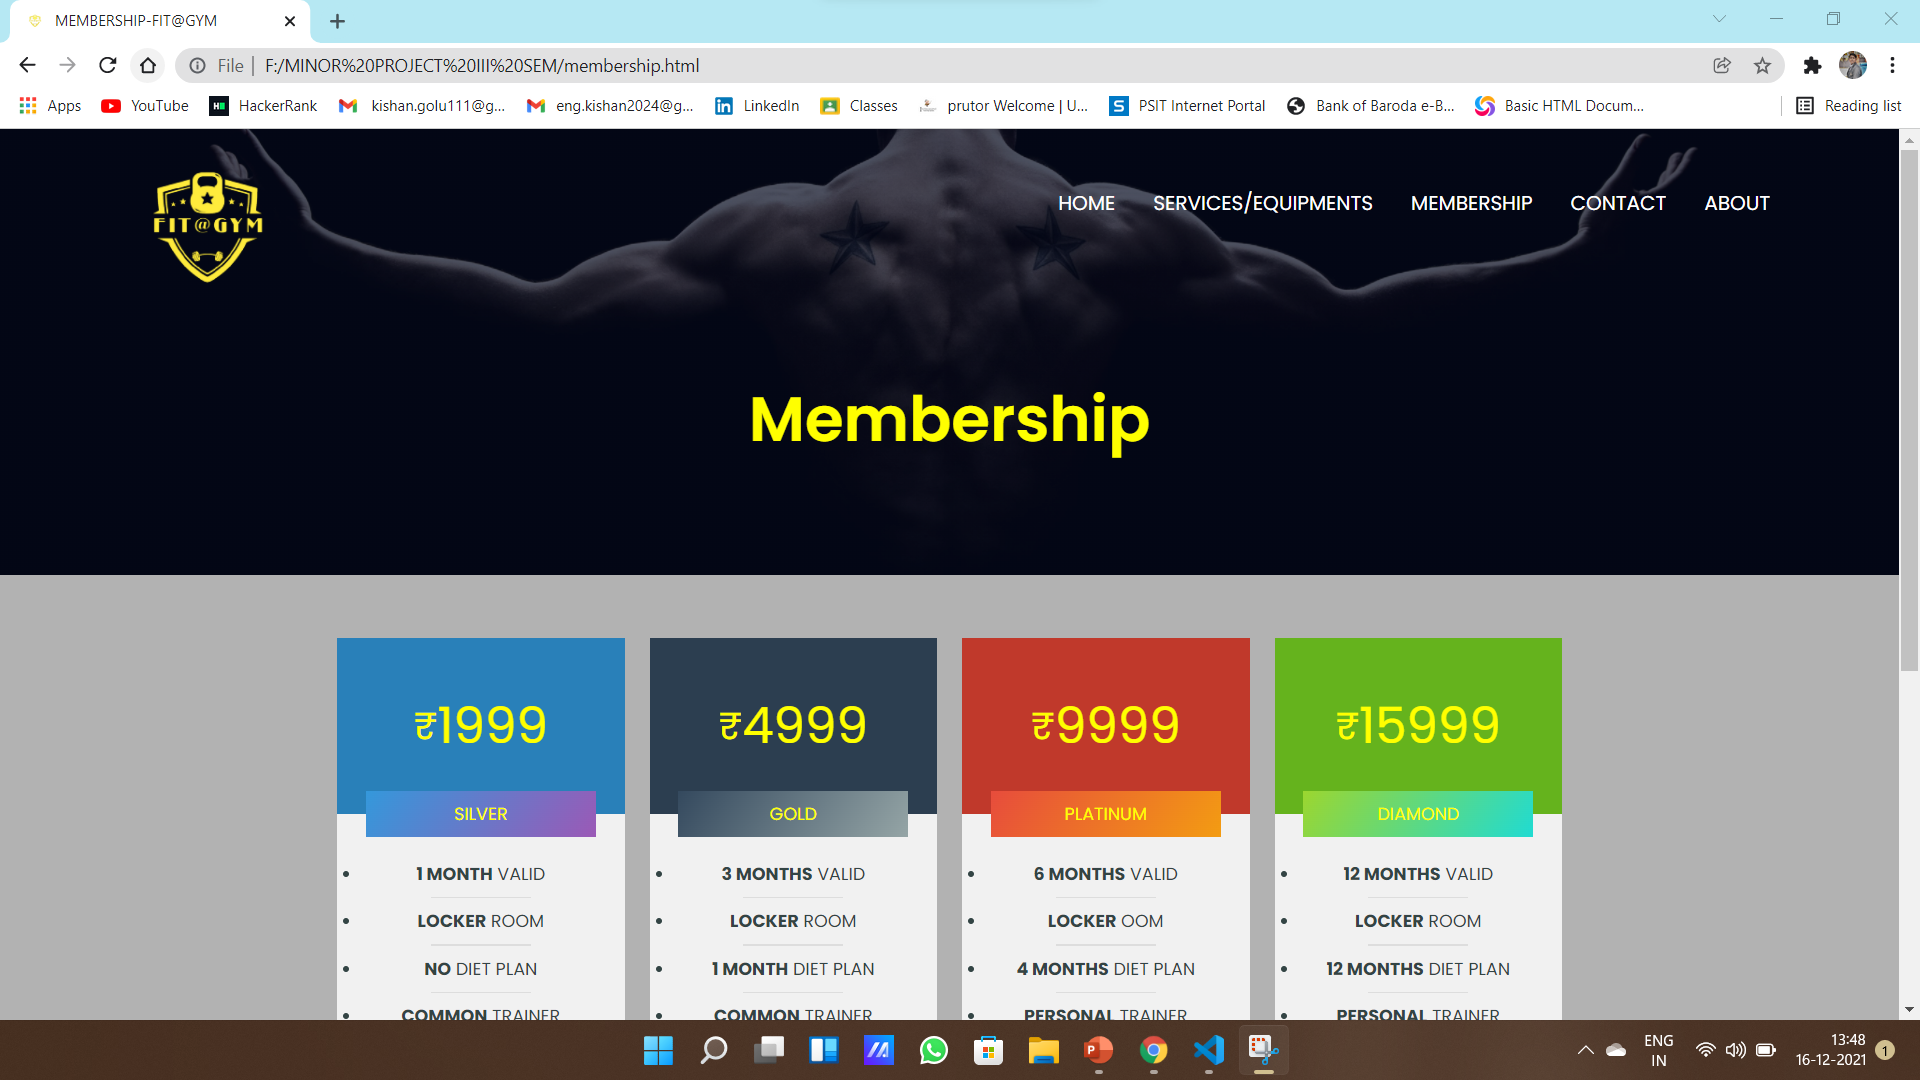 MEMBERSHIP-FIT@GYM
File | F:/MINOR%20PROJECT%20III%20SEM/membership.html
Apps YouTube HackerRank kishan.golu111@g... eng.kishan2024@g... LinkedIn Classes prutor Welcome | U... PSIT Internet Portal Bank of Baroda e-B... Basic HTML Docum... Reading list
FIT@GYM
HOME SERVICES/EQUIPMENTS MEMBERSHIP CONTACT ABOUT
Membership
₹1999
SILVER
• 1 MONTH VALID
• LOCKER ROOM
• NO DIET PLAN
• COMMON TRAINER
₹4999
GOLD
• 3 MONTHS VALID
• LOCKER ROOM
• 1 MONTH DIET PLAN
• COMMON TRAINER
₹9999
PLATINUM
• 6 MONTHS VALID
• LOCKER OOM
• 4 MONTHS DIET PLAN
• PERSONAL TRAINER
₹15999
DIAMOND
• 12 MONTHS VALID
• LOCKER ROOM
• 12 MONTHS DIET PLAN
• PERSONAL TRAINER
ENG
IN
13:48
16-12-2021
1